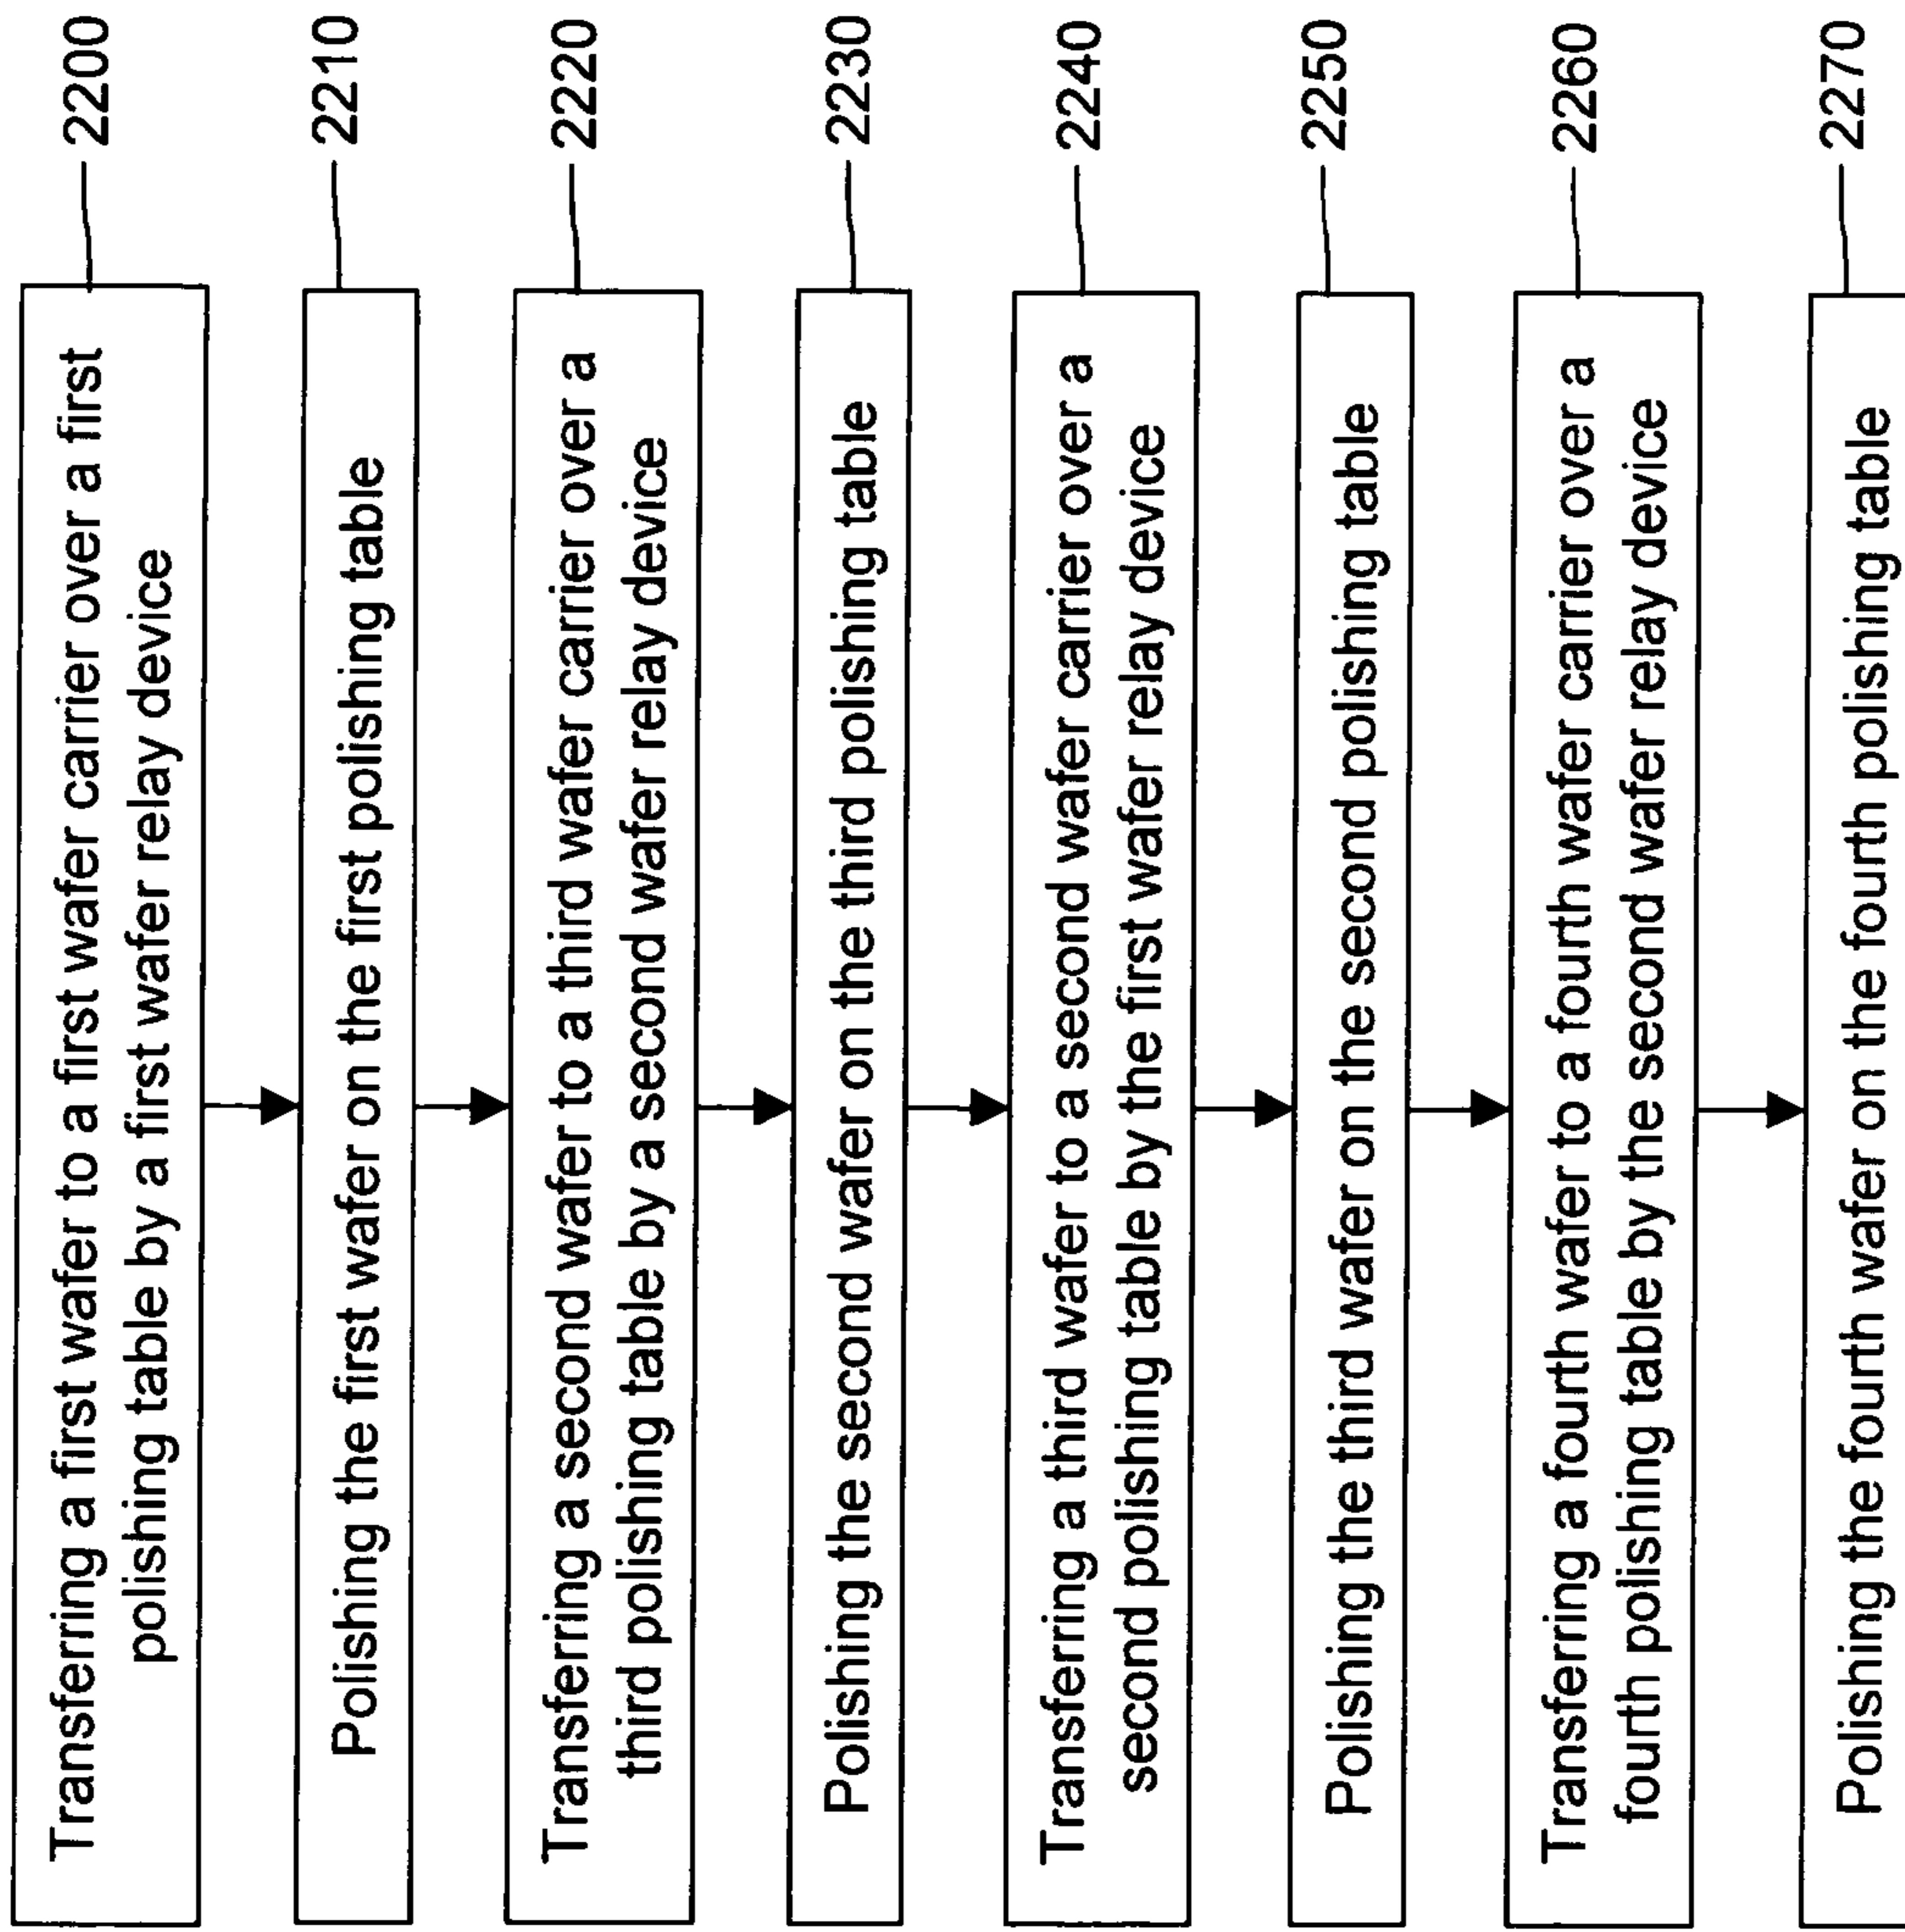 Transferring a first wafer to a first wafer carrier over a first
polishing table by a first wafer relay device
2200
Polishing the first wafer on the first polishing table
2210
Transferring a second wafer to a third wafer carrier over a
third polishing table by a second wafer relay device
2220
Polishing the second wafer on the third polishing table
2230
Transferring a third wafer to a second wafer carrier over a
second polishing table by the first wafer relay device
2240
Polishing the third wafer on the second polishing table
2250
Transferring a fourth wafer to a fourth wafer carrier over a
fourth polishing table by the second wafer relay device
2260
Polishing the fourth wafer on the fourth polishing table
2270